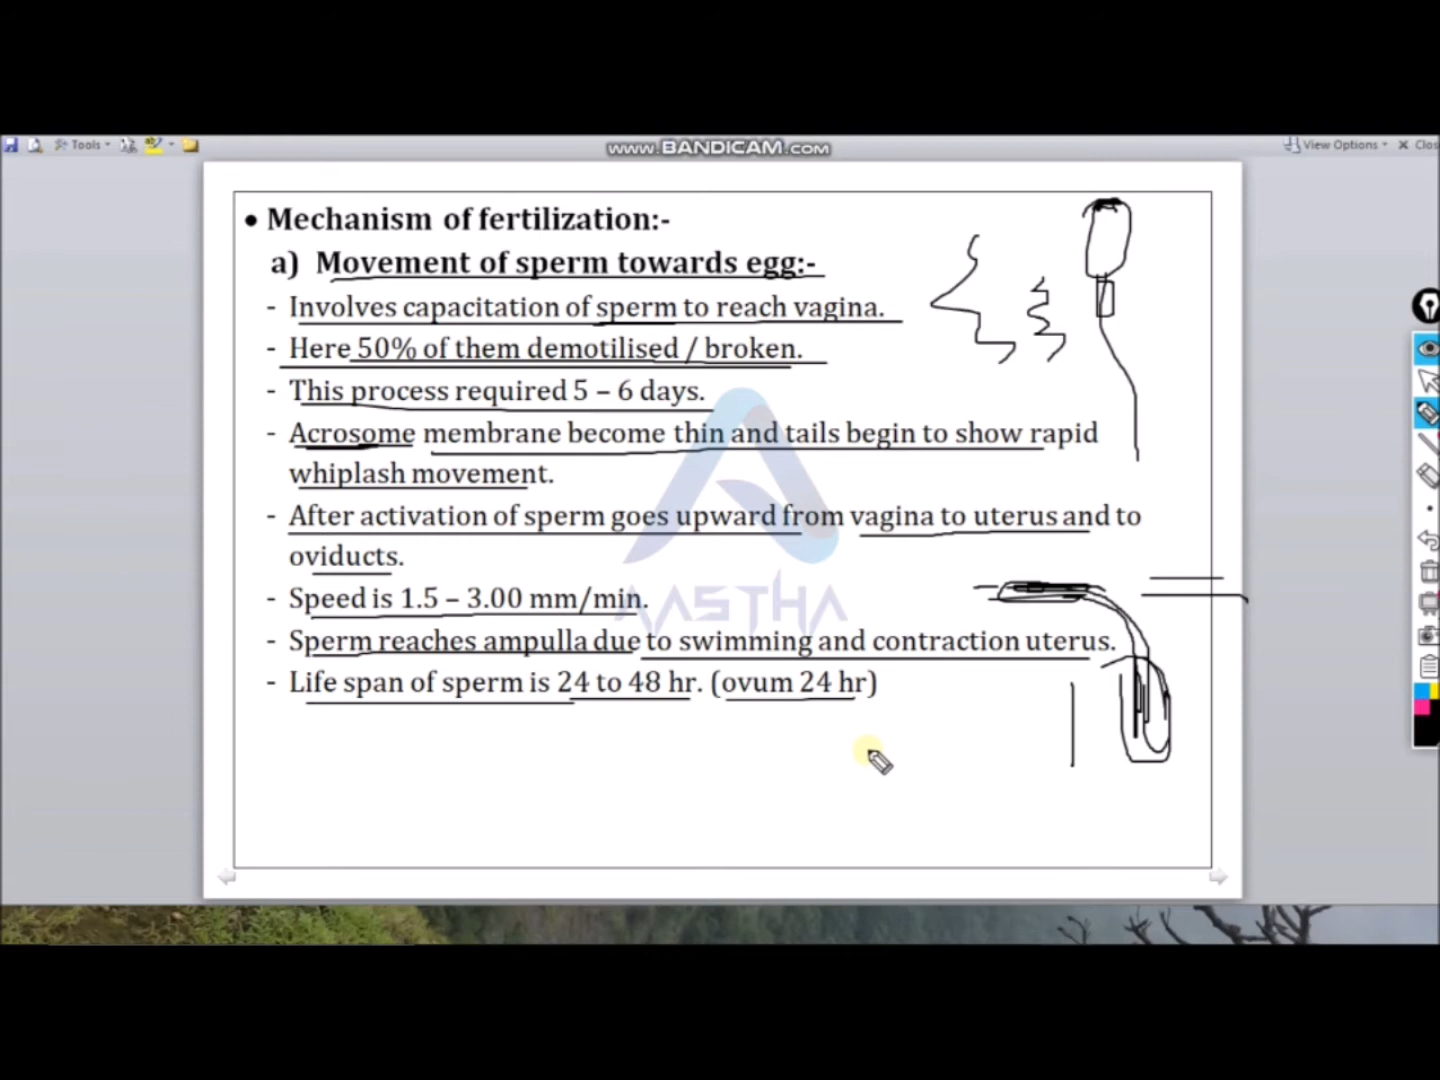 Tools
www.BANDICAM.com
View Options
Clos
• Mechanism of fertilization:-
a) Movement of sperm towards egg:-
- Involves capacitation of sperm to reach vagina.
- Here 50% of them demotilised / broken.
- This process required 5 – 6 days.
- Acrosome membrane become thin and tails begin to show rapid
whiplash movement.
- After activation of sperm goes upward from vagina to uterus and to
oviducts.
- Speed is 1.5 – 3.00 mm/min.
AASTHA
- Sperm reaches ampulla due to swimming and contraction uterus.
- Life span of sperm is 24 to 48 hr. (ovum 24 hr)